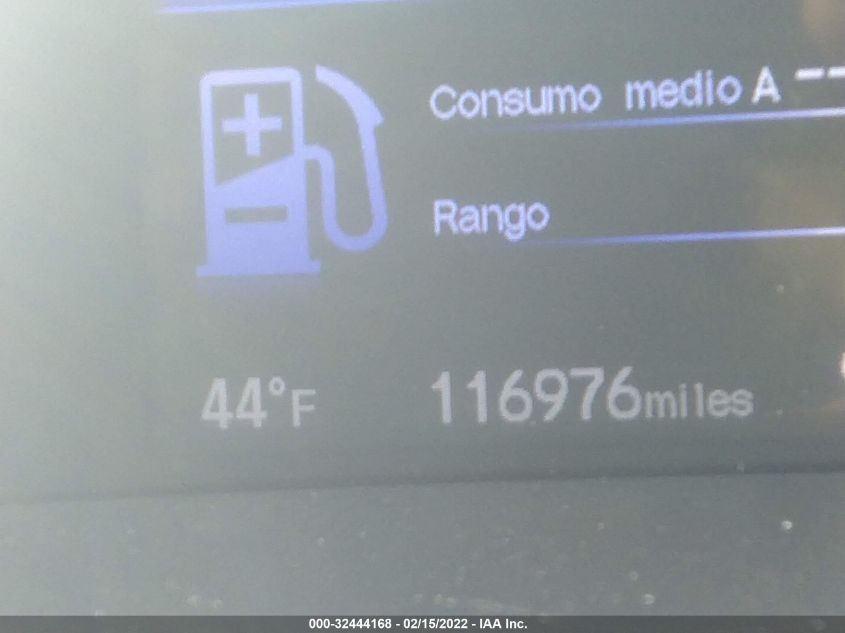 Consumo medio A --
Rango
44°F 116976miles
000-32444168 - 02/15/2022 - IAA Inc.